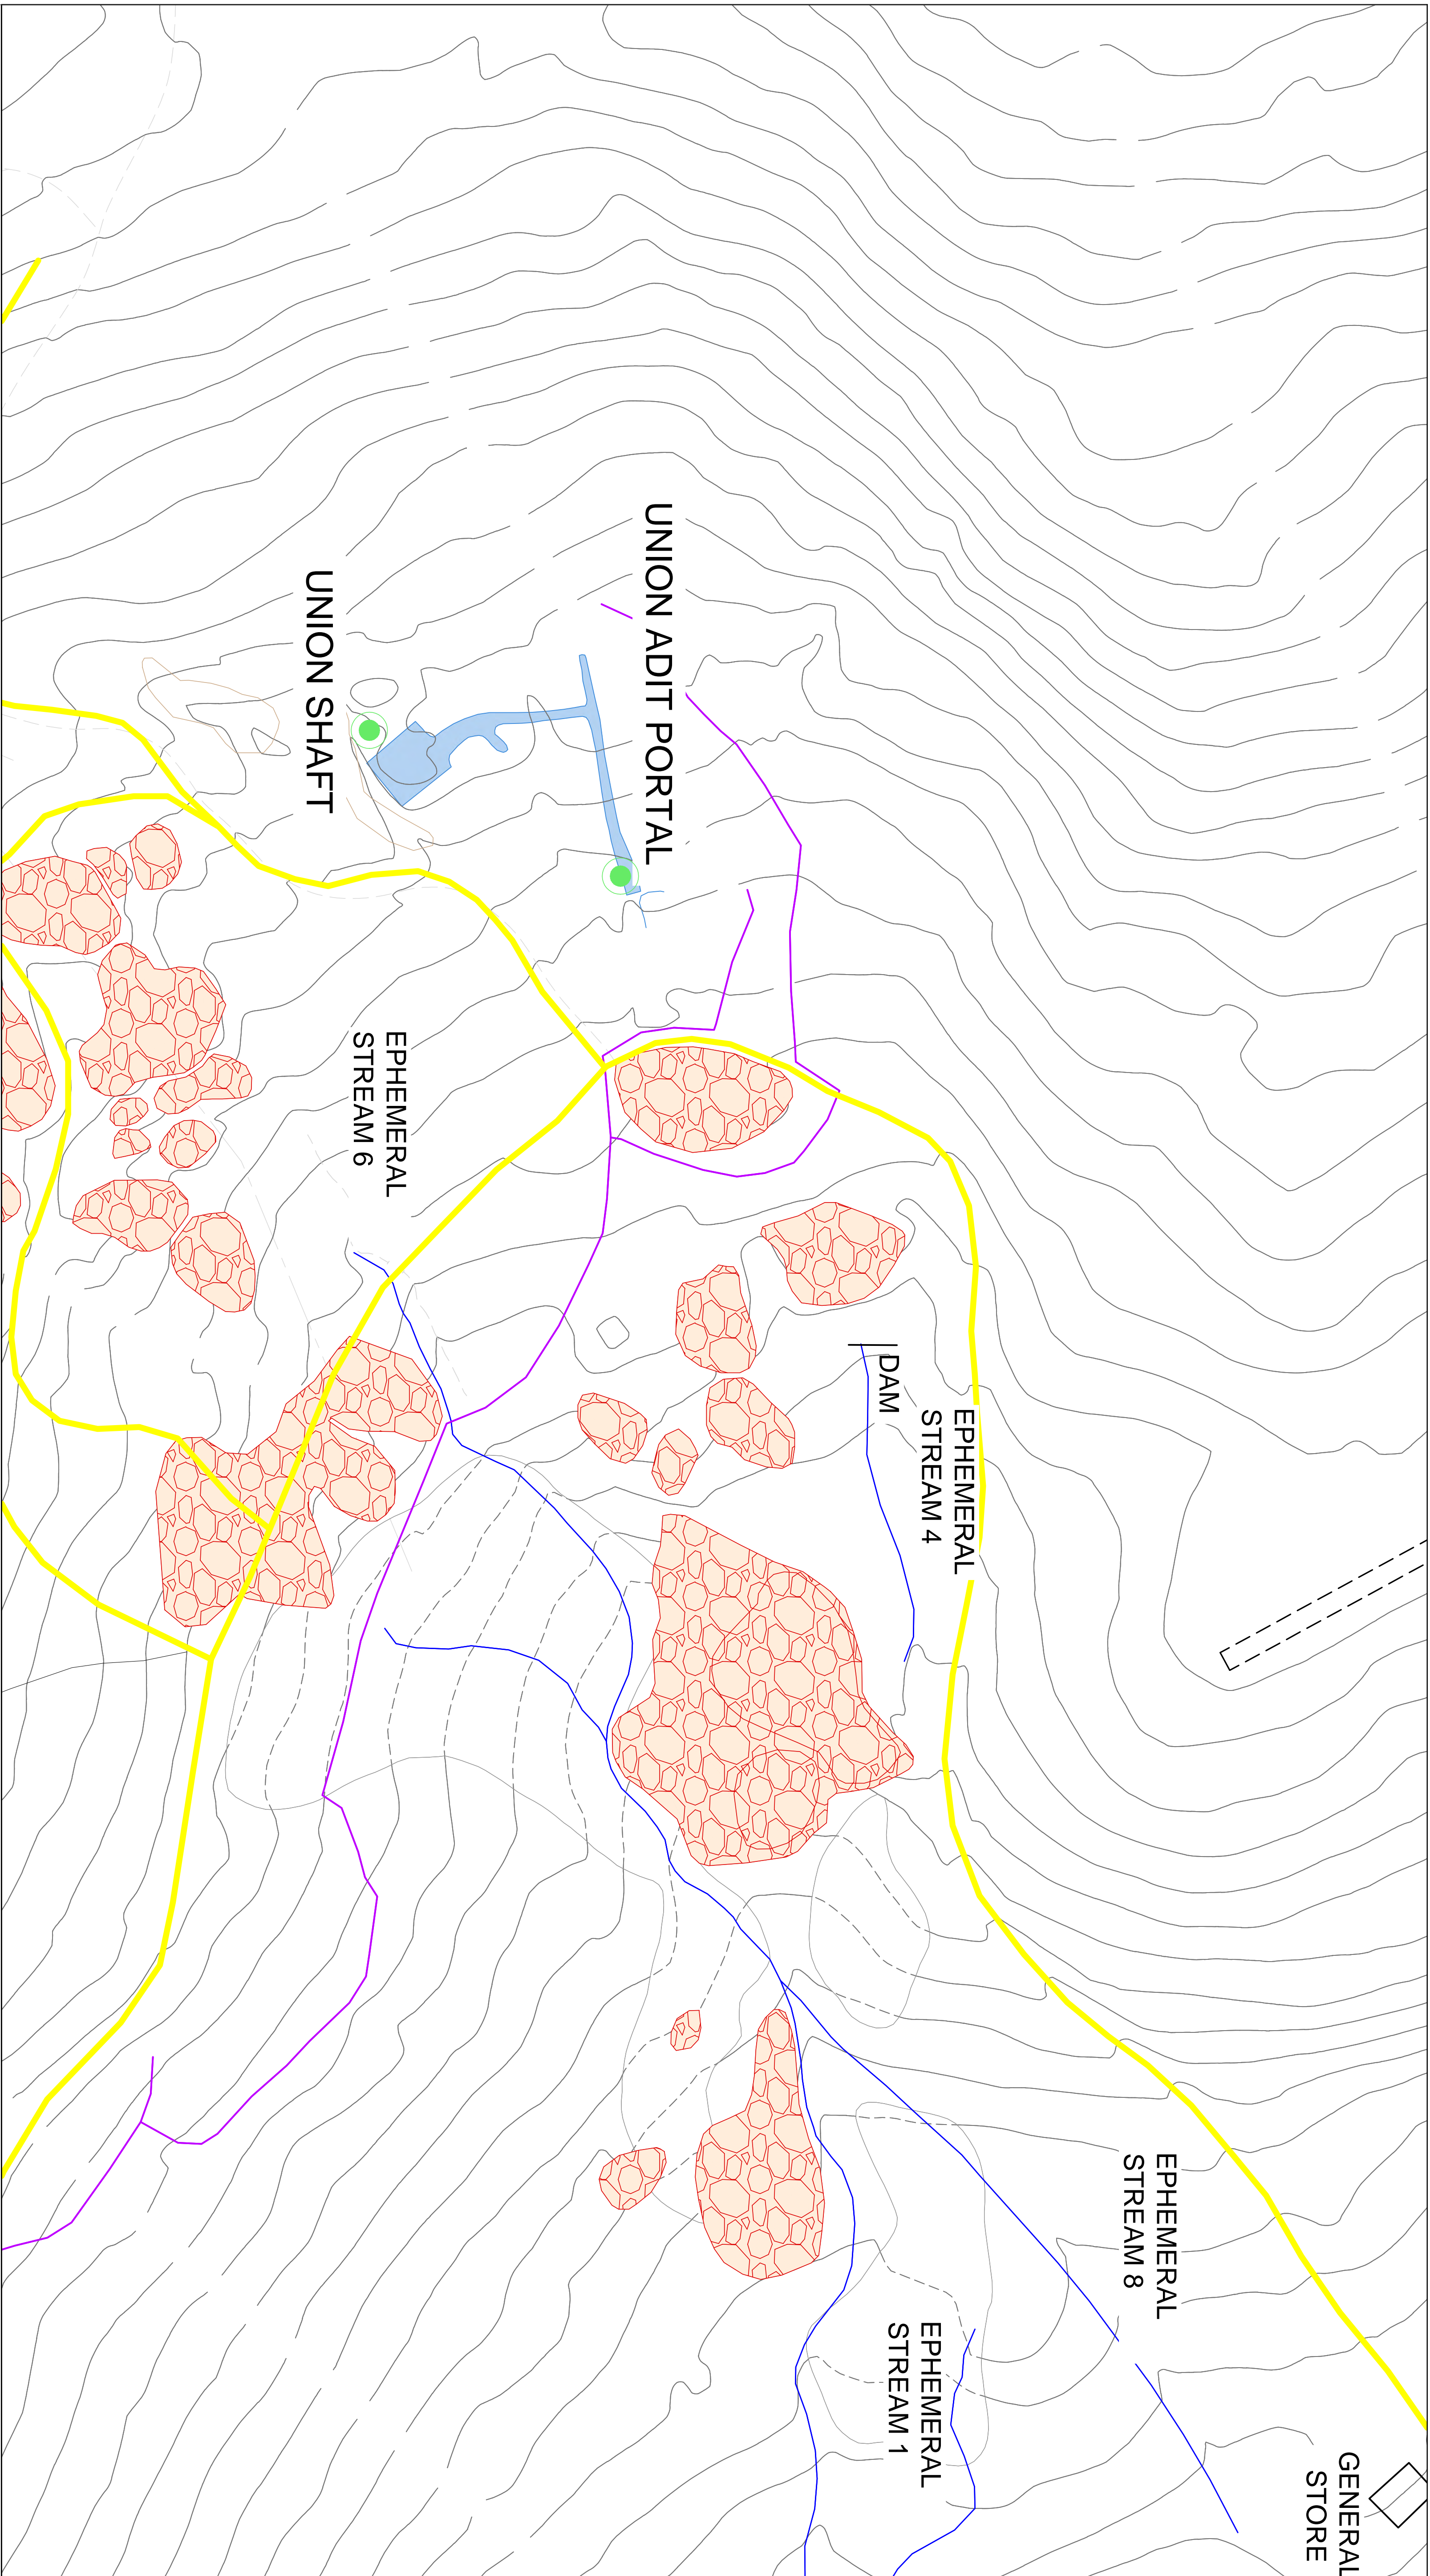 UNION ADIT PORTAL
UNION SHAFT
EPHEMERAL
STREAM 6
DAM
EPHEMERAL
STREAM 4
EPHEMERAL
STREAM 8
EPHEMERAL
STREAM 1
GENERAL
STORE